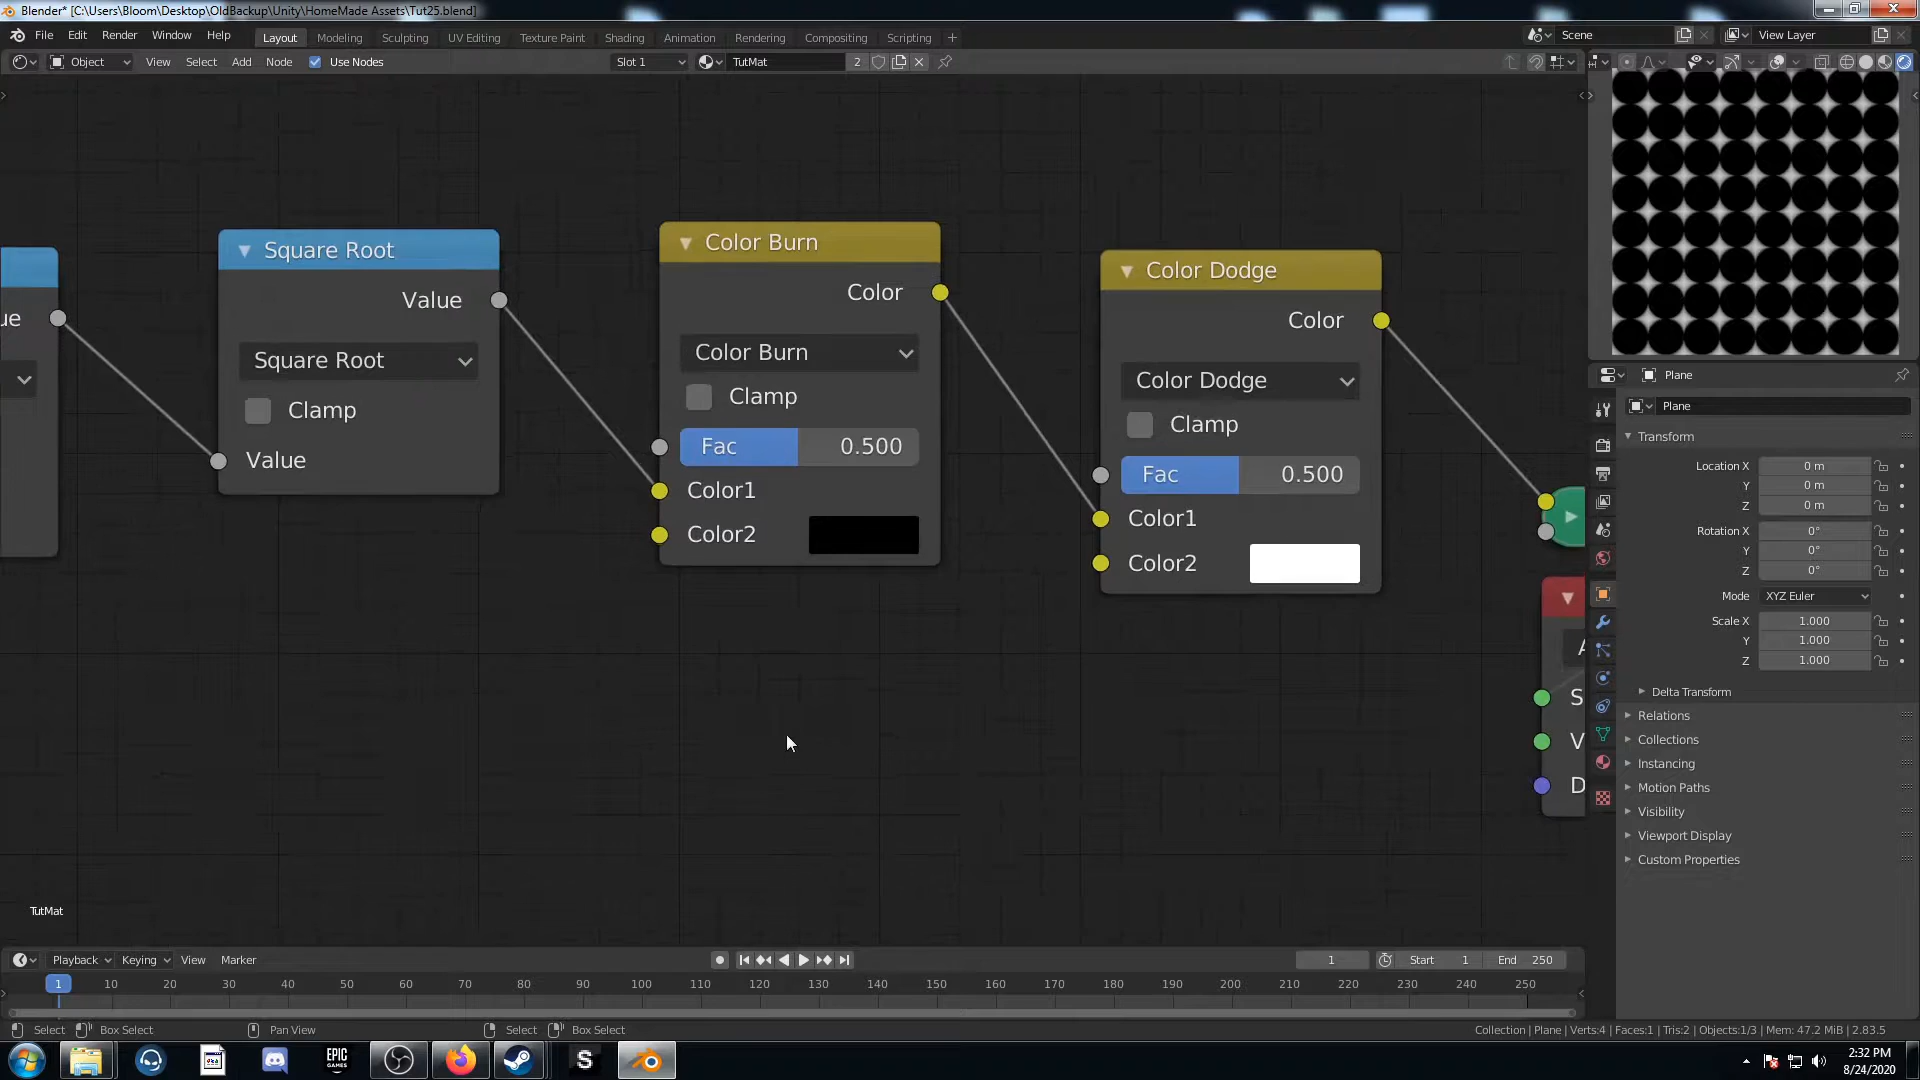 Blender* [C:\Users\Bloom\Desktop\OldBackup\Unity\HomeMade Assets\Tut25.blend]
File Edit Render Window Help
Layout Modeling Sculpting UV Editing Texture Paint Shading Animation Rendering Compositing Scripting +
Scene
View Layer
Object View Select Add Node Use Nodes
Slot 1
TutMat
2
Square Root
Value
Square Root
Clamp
Value
ue
Color Burn
Color
Color Burn
Clamp
Fac 0.500
Color1
Color2
Color Dodge
Color
Color Dodge
Clamp
Fac 0.500
Color1
Color2
A
S
V
D
TutMat
Plane
Plane
Transform
Location X 0 m
Y 0 m
Z 0 m
Rotation X 0°
Y 0°
Z 0°
Mode XYZ Euler
Scale X 1.000
Y 1.000
Z 1.000
Delta Transform
Relations
Collections
Instancing
Motion Paths
Visibility
Viewport Display
Custom Properties
Playback Keying View Marker
1
Start 1
End 250
1 10 20 30 40 50 60 70 80 90 100 110 120 130 140 150 160 170 180 190 200 210 220 230 240 250
Select Box Select Pan View Select Box Select
Collection | Plane | Verts:4 | Faces:1 | Tris:2 | Objects:1/3 | Mem: 47.2 MiB | 2.83.5
EPIC
GAMES
S
2:32 PM
8/24/2020